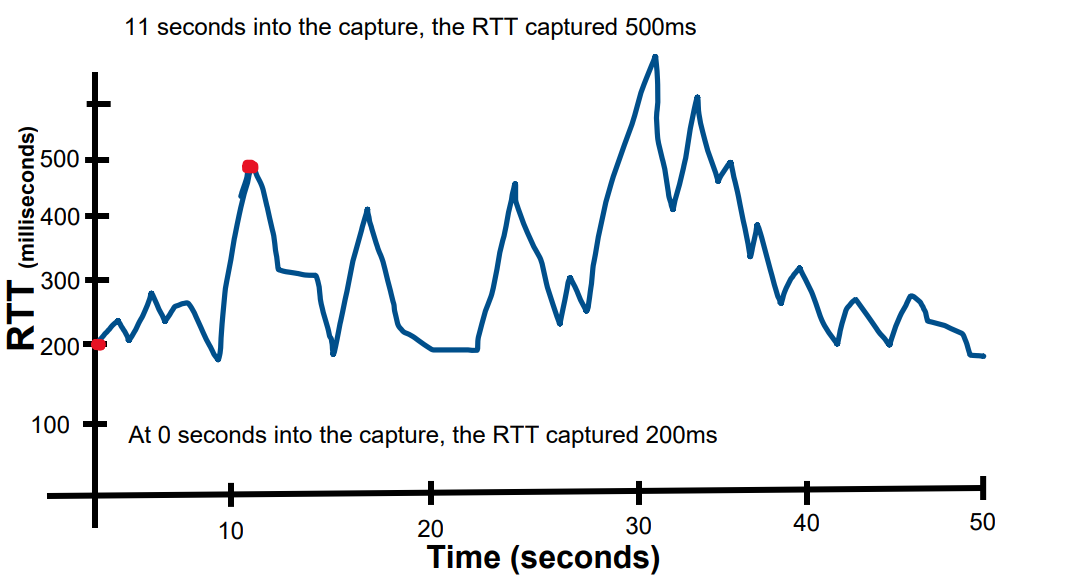 11 seconds into the capture, the RTT captured 500ms
500
400
300
200
100
RTT (milliseconds)
At 0 seconds into the capture, the RTT captured 200ms
10
20
30
40
50
Time (seconds)